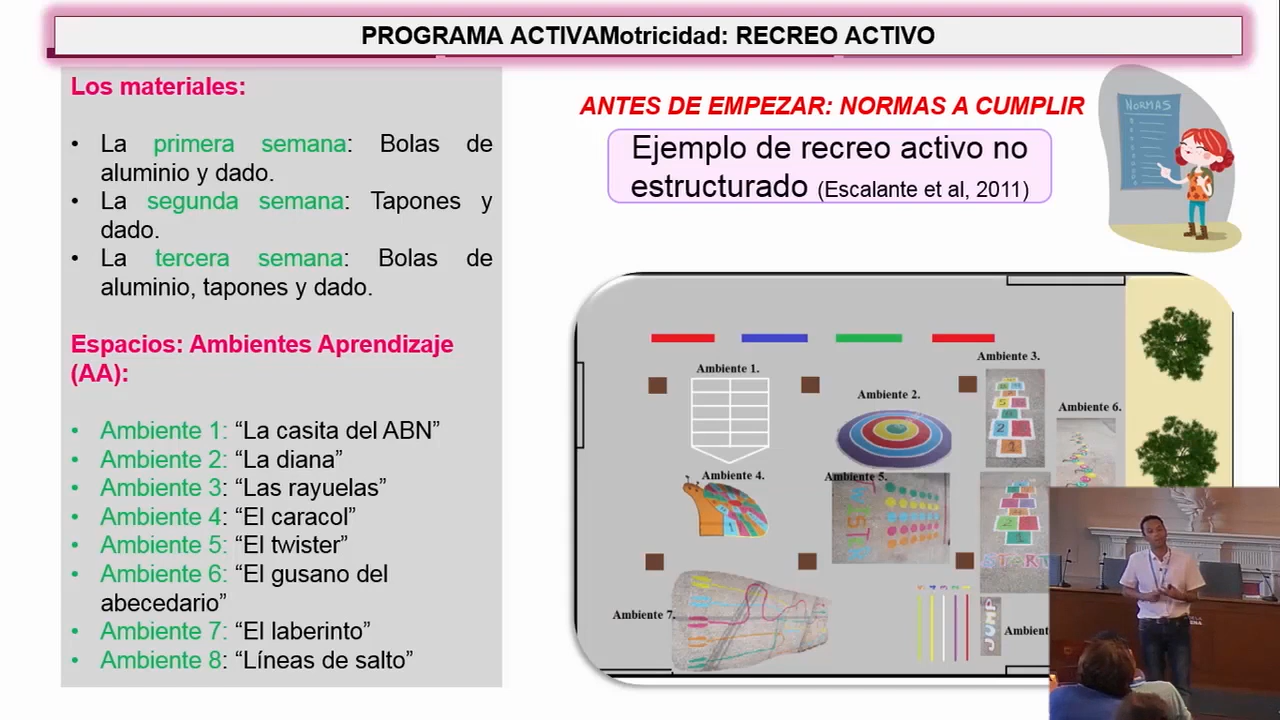 PROGRAMA ACTIVAMotricidad: RECREO ACTIVO
Los materiales:
• La primera semana: Bolas de
aluminio y dado.
• La segunda semana: Tapones y
dado.
• La tercera semana: Bolas de
aluminio, tapones y dado.
Espacios: Ambientes Aprendizaje
(AA):
• Ambiente 1: “La casita del ABN”
• Ambiente 2: “La diana”
• Ambiente 3: “Las rayuelas”
• Ambiente 4: “El caracol”
• Ambiente 5: “El twister”
• Ambiente 6: “El gusano del
abecedario”
• Ambiente 7: “El laberinto”
• Ambiente 8: “Líneas de salto”
ANTES DE EMPEZAR: NORMAS A CUMPLIR
Ejemplo de recreo activo no
estructurado (Escalante et al, 2011)
NORMAS
Ambiente 1.
Ambiente 2.
Ambiente 3.
Ambiente 6.
Ambiente 4.
Ambiente 5.
START
Ambiente 7.
JUMP
Ambient